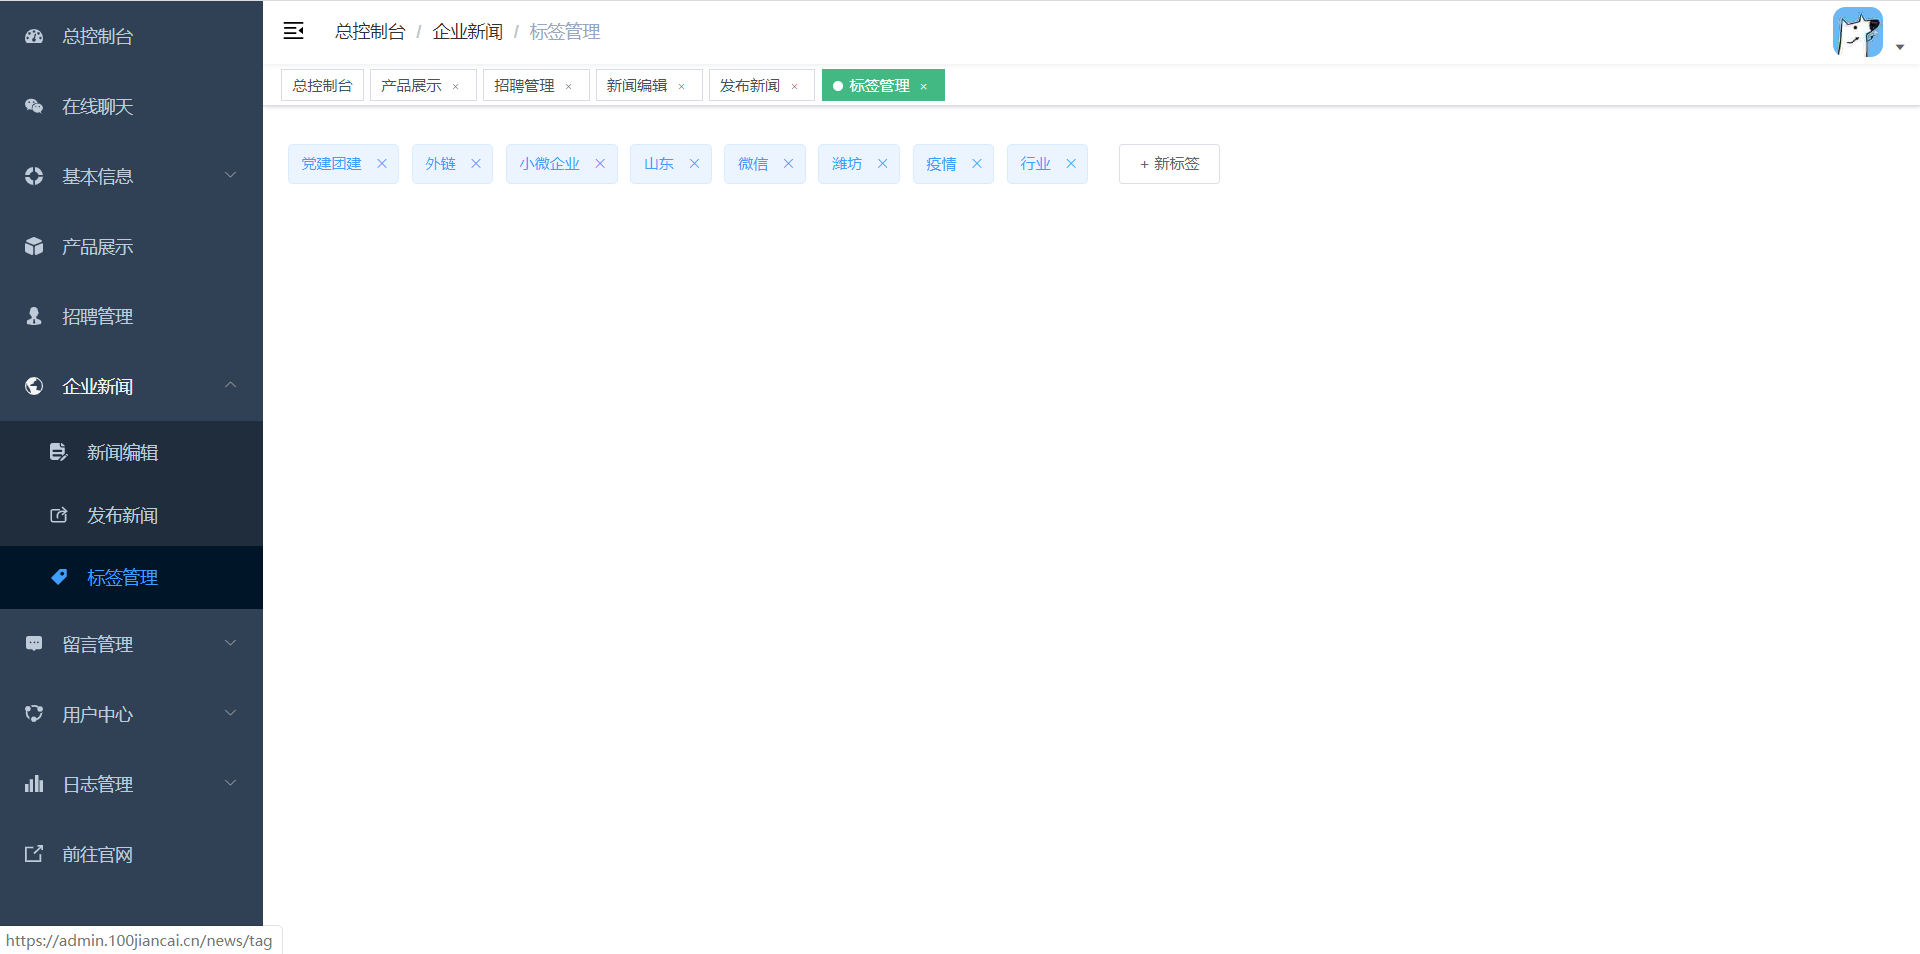 总控制台
在线聊天
基本信息
产品展示
招聘管理
企业新闻
新闻编辑
发布新闻
标签管理
留言管理
用户中心
日志管理
前往官网
https://admin.100jiancai.cn/news/tag
总控制台 / 企业新闻 / 标签管理
总控制台 产品展示 × 招聘管理 × 新闻编辑 × 发布新闻 × 标签管理 ×
党建团建 × 外链 × 小微企业 × 山东 × 微信 × 潍坊 × 疫情 × 行业 × + 新标签